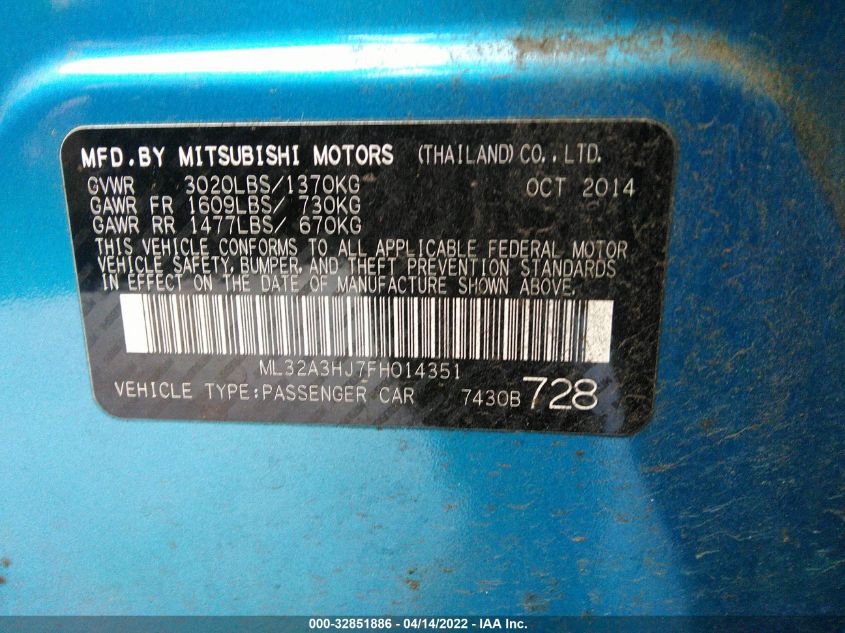 MFD. BY MITSUBISHI MOTORS (THAILAND) CO., LTD.
GVWR 3020LBS/1370KG OCT 2014
GAWR FR 1609LBS/ 730KG
GAWR RR 1477LBS/ 670KG
THIS VEHICLE CONFORMS TO ALL APPLICABLE FEDERAL MOTOR
VEHICLE SAFETY, BUMPER, AND THEFT PREVENTION STANDARDS
IN EFFECT ON THE DATE OF MANUFACTURE SHOWN ABOVE.
ML32A3HJ7FH014351
VEHICLE TYPE:PASSENGER CAR 7430B 728
000-32851886 - 04/14/2022 - IAA Inc.